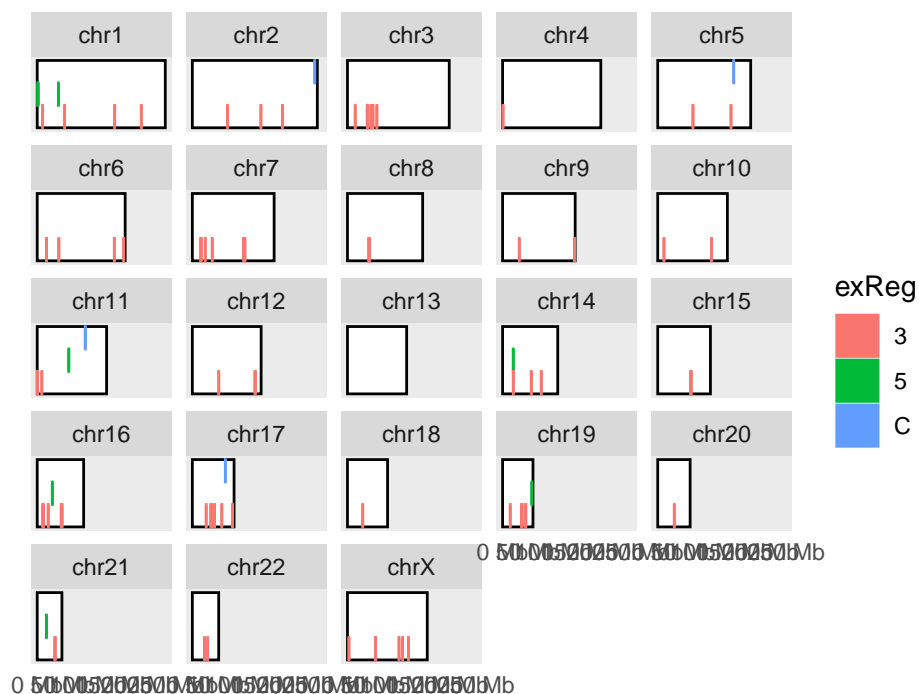 chr1 chr2 chr3 chr4 chr5
chr6 chr7 chr8 chr9 chr10
exReg
3
5
C
chr11 chr12 chr13 chr14 chr15
chr16 chr17 chr18 chr19 chr20
chr21 chr22 chrX